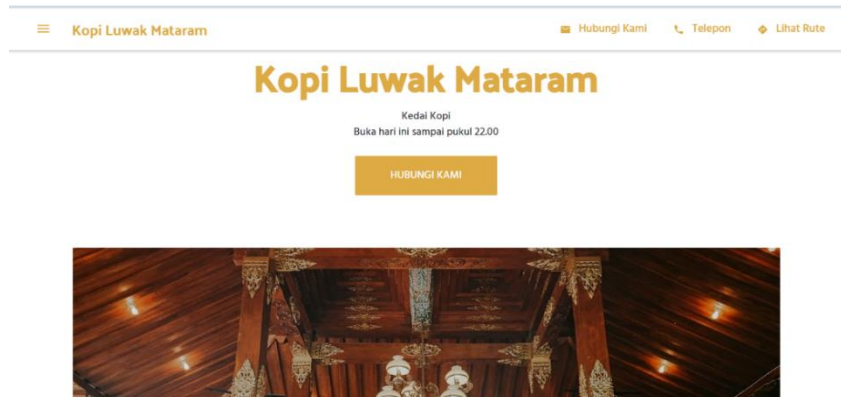 Kopi Luwak Mataram
Hubungi Kami
Telepon
Lihat Rute
Kopi Luwak Mataram
Kedai Kopi
Buka hari ini sampai pukul 22.00
HUBUNGI KAMI